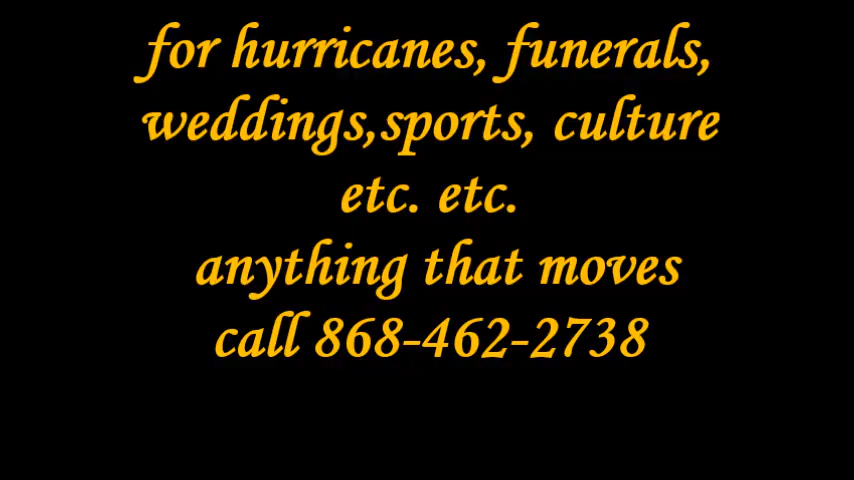 for hurricanes, funerals,
weddings,sports, culture
etc. etc.
anything that moves
call 868-462-2738